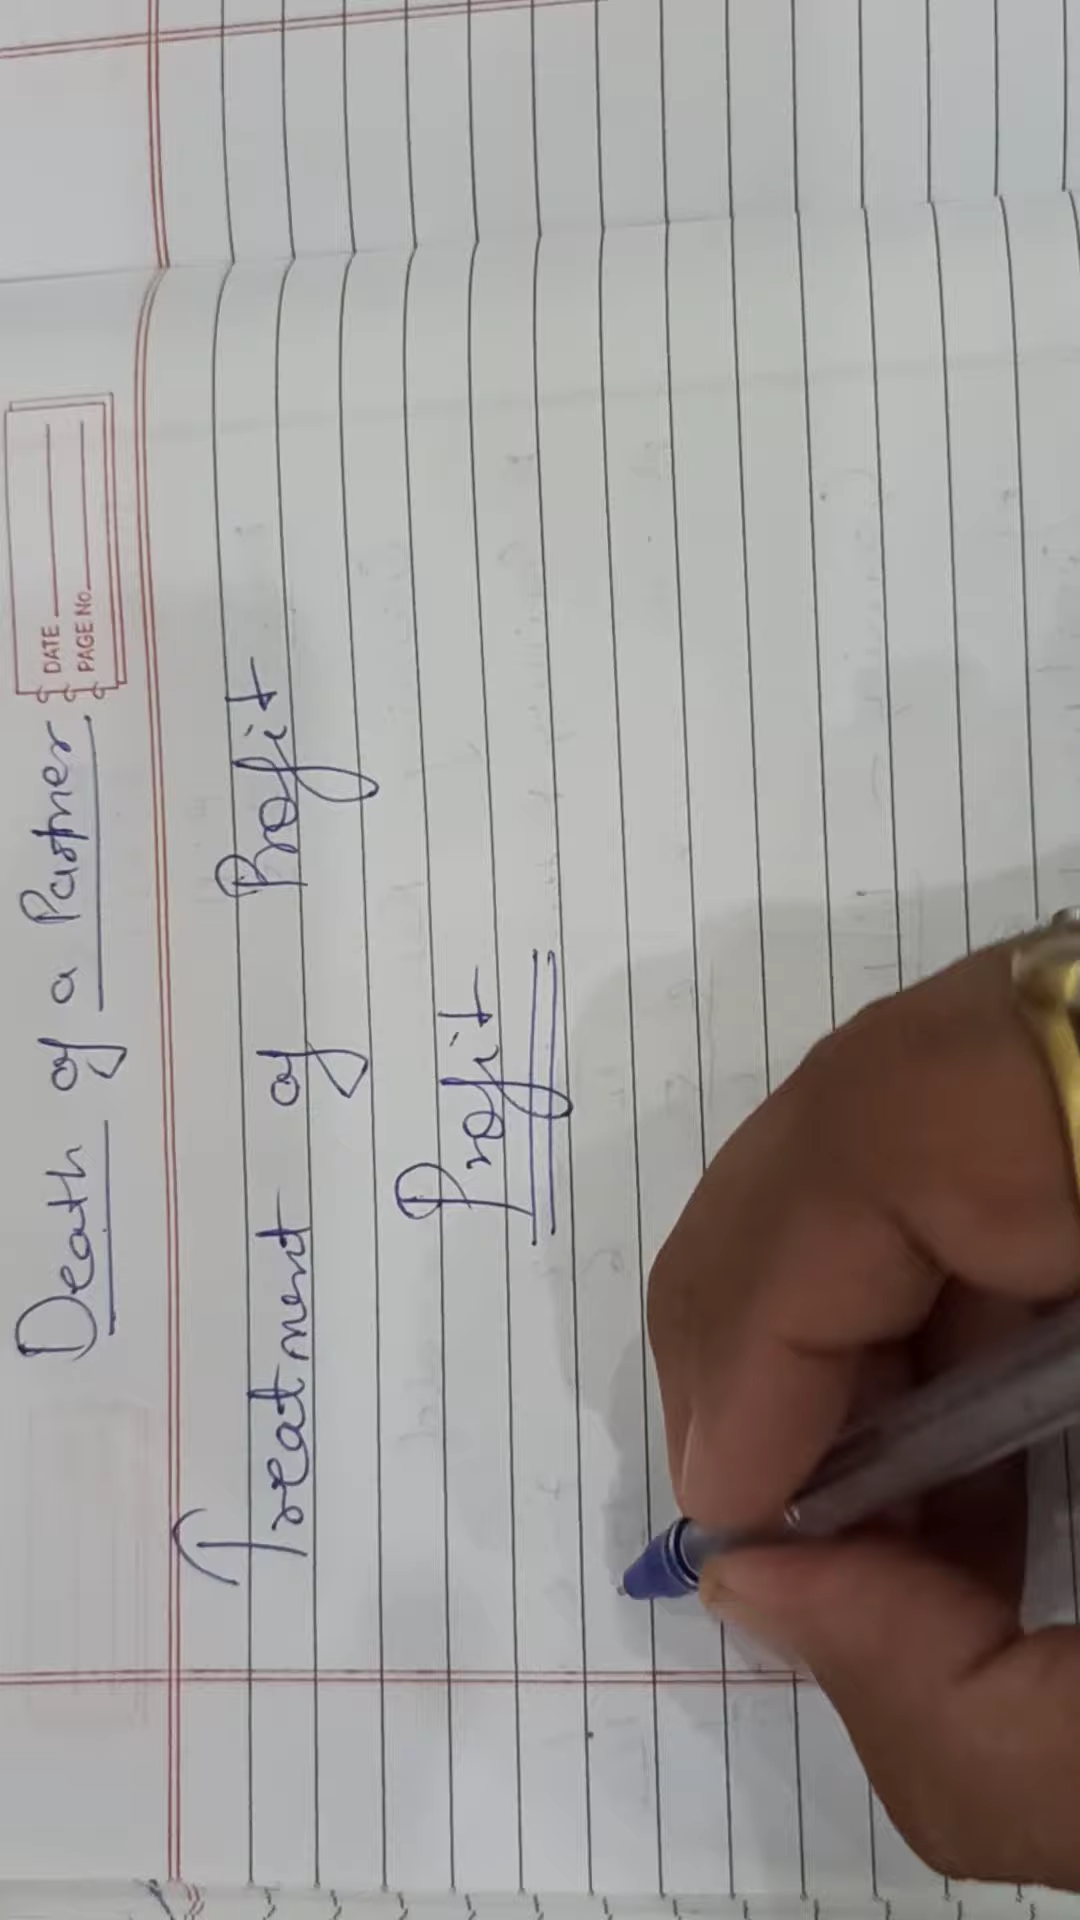 Death of a Partner
DATE
PAGE No.
Treatment of Profit
Profit